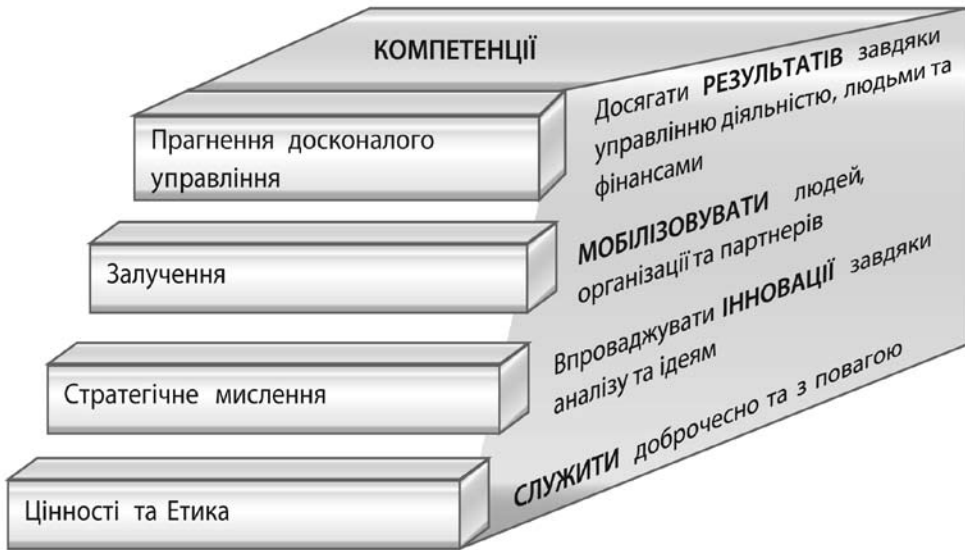 КОМПЕТЕНЦІЇ
Прагнення досконалого
управління
Досягати РЕЗУЛЬТАТІВ завдяки
управлінню діяльністю, людьми та
фінансами
Залучення
МОБІЛІЗОВУВАТИ людей,
організації та партнерів
Стратегічне мислення
Впроваджувати ІННОВАЦІЇ завдяки
аналізу та ідеям
Цінності та Етика
СЛУЖИТИ доброчесно та з повагою